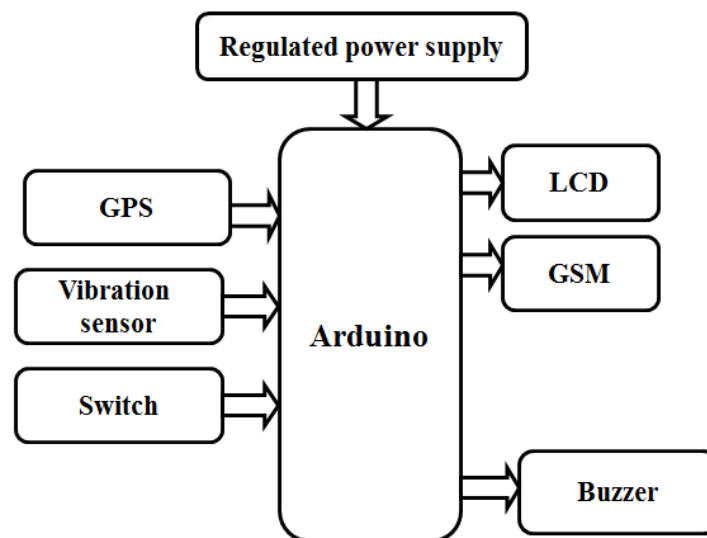 Regulated power supply
GPS
Vibration
sensor
Switch
Arduino
LCD
GSM
Buzzer